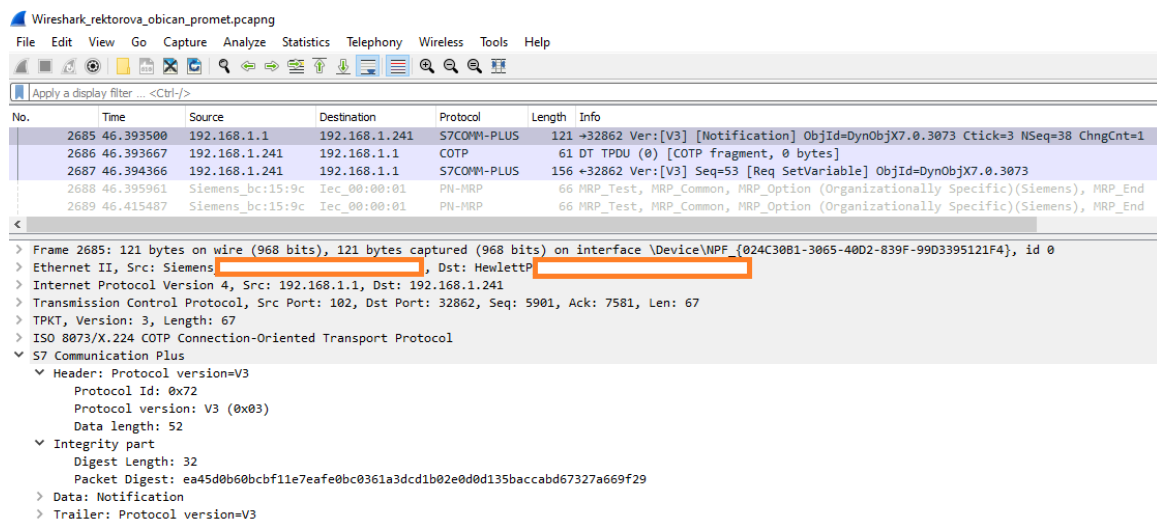 Wireshark_rektorova_obican_promet.pcapng
File Edit View Go Capture Analyze Statistics Telephony Wireless Tools Help
Apply a display filter ... <Ctrl-/>
No. Time Source Destination Protocol Length Info
2685 46.393500 192.168.1.1 192.168.1.241 S7COMM-PLUS 121 →32862 Ver:[V3] [Notification] ObjId=DynObjX7.0.3073 Ctick=3 NSeq=38 ChngCnt=1
2686 46.393667 192.168.1.241 192.168.1.1 COTP 61 DT TPDU (0) [COTP fragment, 0 bytes]
2687 46.394366 192.168.1.241 192.168.1.1 S7COMM-PLUS 156 ←32862 Ver:[V3] Seq=53 [Req SetVariable] ObjId=DynObjX7.0.3073
2688 46.395961 Siemens_bc:15:9c Iec_00:00:01 PN-MRP 66 MRP_Test, MRP_Common, MRP_Option (Organizationally Specific)(Siemens), MRP_End
2689 46.415487 Siemens_bc:15:9c Iec_00:00:01 PN-MRP 66 MRP_Test, MRP_Common, MRP_Option (Organizationally Specific)(Siemens), MRP_End
> Frame 2685: 121 bytes on wire (968 bits), 121 bytes captured (968 bits) on interface \Device\NPF_{024C30B1-3065-40D2-839F-99D3395121F4}, id 0
> Ethernet II, Src: Siemens_ , Dst: HewlettP
> Internet Protocol Version 4, Src: 192.168.1.1, Dst: 192.168.1.241
> Transmission Control Protocol, Src Port: 102, Dst Port: 32862, Seq: 5901, Ack: 7581, Len: 67
> TPKT, Version: 3, Length: 67
> ISO 8073/X.224 COTP Connection-Oriented Transport Protocol
S7 Communication Plus
Header: Protocol version=V3
Protocol Id: 0x72
Protocol version: V3 (0x03)
Data length: 52
Integrity part
Digest Length: 32
Packet Digest: ea45d0b60bcbf11e7eafe0bc0361a3dcd1b02e0d0d135baccabd67327a669f29
> Data: Notification
> Trailer: Protocol version=V3